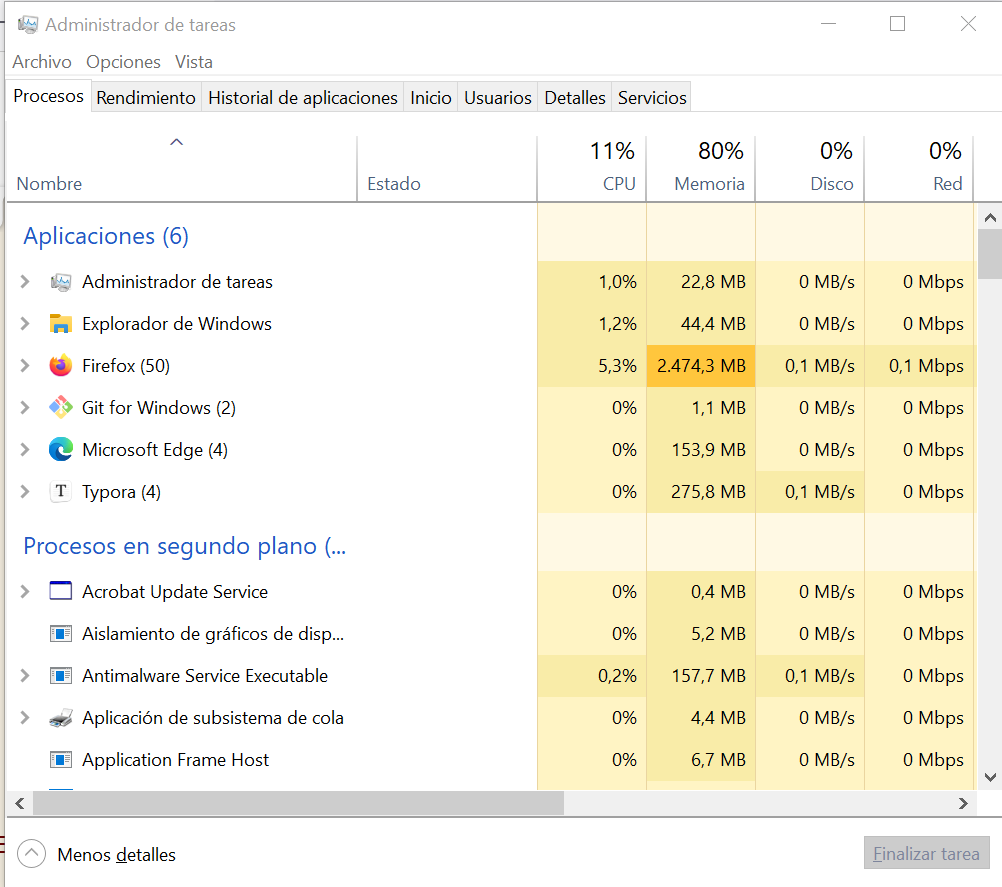 Administrador de tareas
Archivo Opciones Vista
Procesos Rendimiento Historial de aplicaciones Inicio Usuarios Detalles Servicios
11% 80% 0% 0%
Nombre Estado CPU Memoria Disco Red
Aplicaciones (6)
Administrador de tareas 1,0% 22,8 MB 0 MB/s 0 Mbps
Explorador de Windows 1,2% 44,4 MB 0 MB/s 0 Mbps
Firefox (50) 5,3% 2.474,3 MB 0,1 MB/s 0,1 Mbps
Git for Windows (2) 0% 1,1 MB 0 MB/s 0 Mbps
Microsoft Edge (4) 0% 153,9 MB 0 MB/s 0 Mbps
T Typora (4) 0% 275,8 MB 0,1 MB/s 0 Mbps
Procesos en segundo plano (...
Acrobat Update Service 0% 0,4 MB 0 MB/s 0 Mbps
Aislamiento de gráficos de disp... 0% 5,2 MB 0 MB/s 0 Mbps
Antimalware Service Executable 0,2% 157,7 MB 0,1 MB/s 0 Mbps
Aplicación de subsistema de cola 0% 4,4 MB 0 MB/s 0 Mbps
Application Frame Host 0% 6,7 MB 0 MB/s 0 Mbps
Menos detalles Finalizar tarea